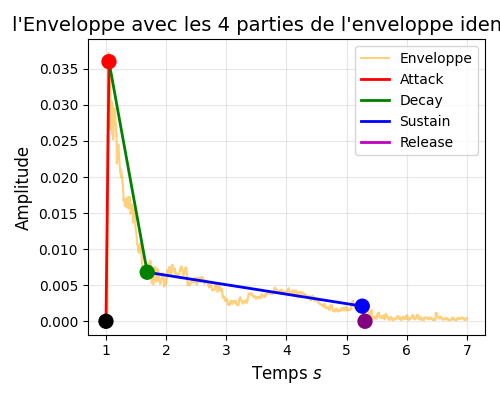 l'Enveloppe avec les 4 parties de l'enveloppe iden
Enveloppe
Attack
Decay
Sustain
Release
Amplitude
0.035
0.030
0.025
0.020
0.015
0.010
0.005
0.000
1 2 3 4 5 6 7
Temps s